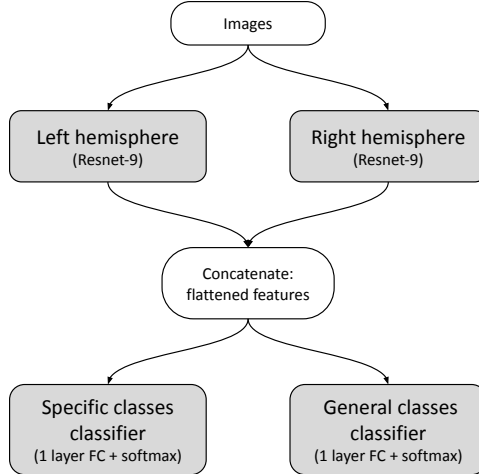 Images
Left hemisphere
(Resnet-9)
Right hemisphere
(Resnet-9)
Concatenate:
flattened features
Specific classes
classifier
(1 layer FC + softmax)
General classes
classifier
(1 layer FC + softmax)